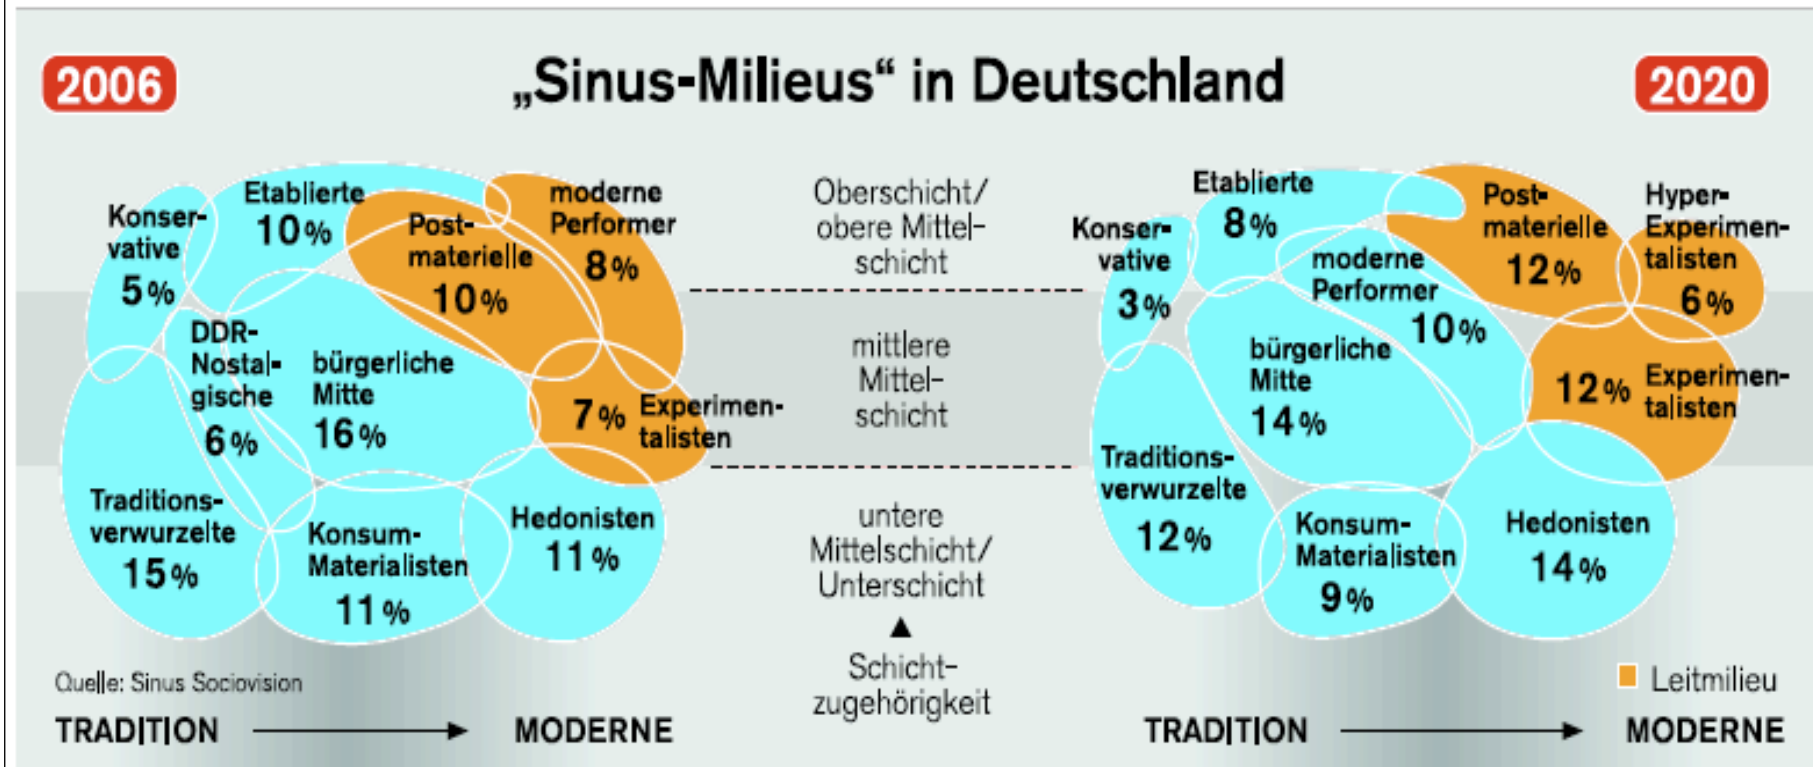 2006
„Sinus-Milieus“ in Deutschland
2020
Konser-
vative
5%
Etablierte
10%
Post-
materielle
10%
moderne
Performer
8%
DDR-
Nostal-
gische
6%
bürgerliche
Mitte
16%
7% Experimen-
talisten
Traditions-
verwurzelte
15%
Konsum-
Materialisten
11%
Hedonisten
11%
Oberschicht/
obere Mittel-
schicht
mittlere
Mittel-
schicht
untere
Mittelschicht/
Unterschicht
▲
Schicht-
zugehörigkeit
Konser-
vative
3%
Etablierte
8%
moderne
Performer
10%
Post-
materielle
12%
Hyper-
Experimen-
talisten
6%
bürgerliche
Mitte
14%
12% Experimen-
talisten
Traditions-
verwurzelte
12%
Konsum-
Materialisten
9%
Hedonisten
14%
Quelle: Sinus Sociovision
Leitmilieu
TRADITION MODERNE
TRADITION MODERNE